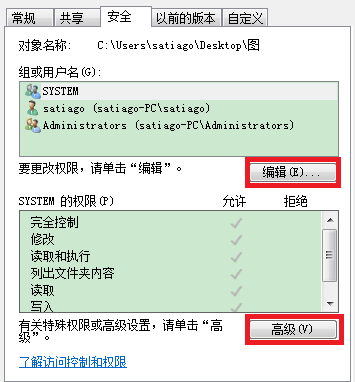 常规 共享 安全 以前的版本 自定义
对象名称: C:\Users\satiago\Desktop\图
组或用户名(G):
SYSTEM
satiago (satiago-PC\satiago)
Administrators (satiago-PC\Administrators)
要更改权限，请单击“编辑”。
编辑(E)...
SYSTEM 的权限(P) 允许 拒绝
完全控制
修改
读取和执行
列出文件夹内容
读取
写入
有关特殊权限或高级设置，请单击“高
级”。
高级(V)
了解访问控制和权限